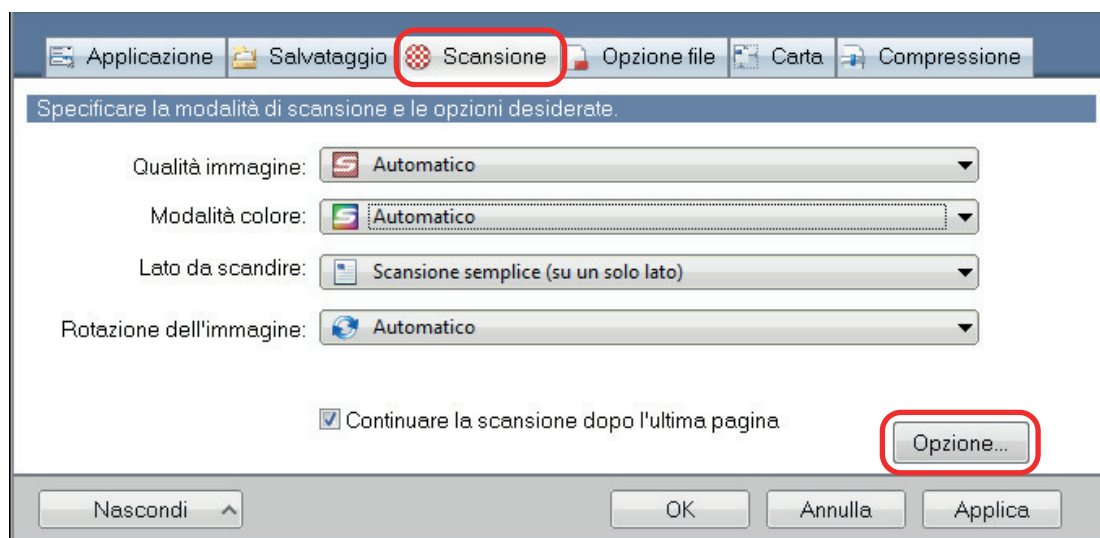 Applicazione Salvataggio Scansione Opzione file Carta Compressione
Specificare la modalità di scansione e le opzioni desiderate.
Qualità immagine: Automatico
Modalità colore: Automatico
Lato da scandire: Scansione semplice (su un solo lato)
Rotazione dell'immagine: Automatico
Continuare la scansione dopo l'ultima pagina
Opzione...
Nascondi OK Annulla Applica